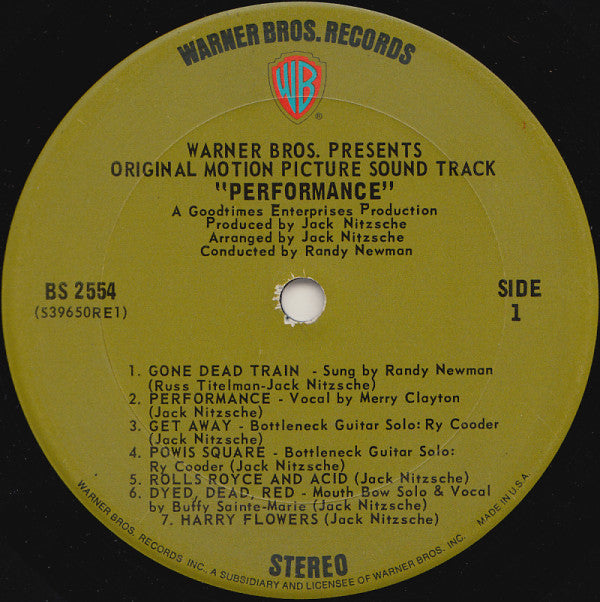 WARNER BROS. RECORDS
WB
®
WARNER BROS. PRESENTS
ORIGINAL MOTION PICTURE SOUND TRACK
"PERFORMANCE"
A Goodtimes Enterprises Production
Produced by Jack Nitzsche
Arranged by Jack Nitzsche
Conducted by Randy Newman
BS 2554
(S39650RE1)
SIDE
1
1. GONE DEAD TRAIN - Sung by Randy Newman
(Russ Titelman-Jack Nitzsche)
2. PERFORMANCE - Vocal by Merry Clayton
(Jack Nitzsche)
3. GET AWAY - Bottleneck Guitar Solo: Ry Cooder
(Jack Nitzsche)
4. POWIS SQUARE - Bottleneck Guitar Solo:
Ry Cooder (Jack Nitzsche)
5. ROLLS ROYCE AND ACID (Jack Nitzsche)
6. DYED, DEAD, RED - Mouth Bow Solo & Vocal
by Buffy Sainte-Marie (Jack Nitzsche)
7. HARRY FLOWERS (Jack Nitzsche)
STEREO
WARNER BROS. RECORDS INC., A SUBSIDIARY AND LICENSEE OF WARNER BROS. INC. MADE IN U.S.A.